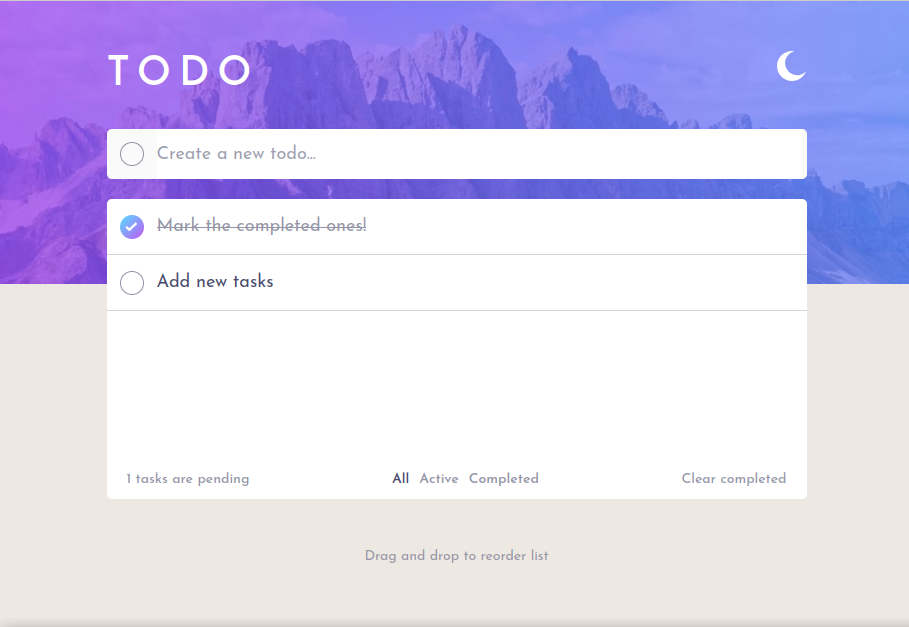 TODO
Create a new todo...
Mark the completed ones!
Add new tasks
1 tasks are pending
All Active Completed
Clear completed
Drag and drop to reorder list